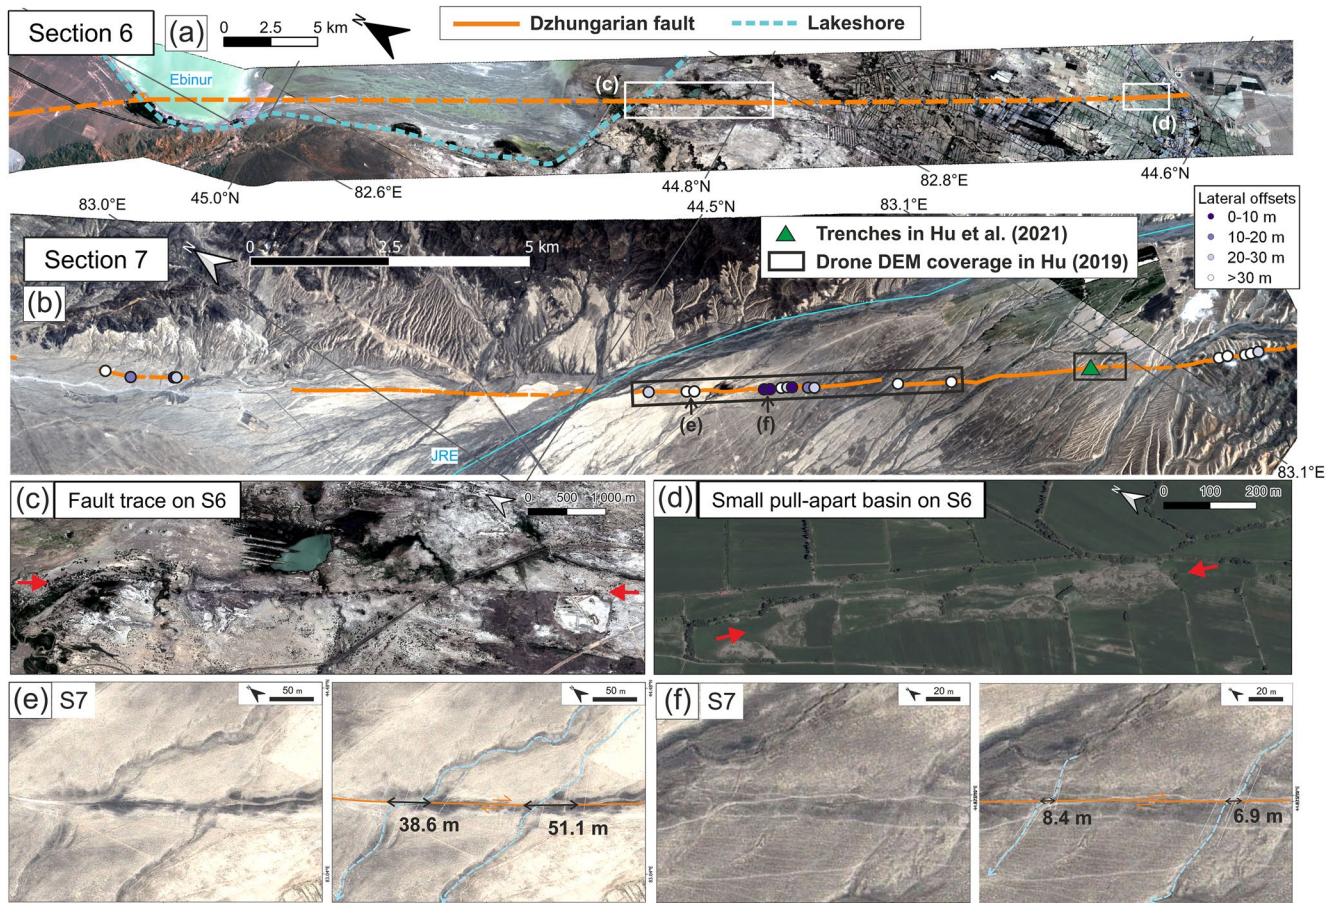 Section 6
(a)
0 2.5 5 km
N
Dzhungarian fault
Lakeshore
Ebinur
(c)
(d)
83.0°E
45.0°N
82.6°E
44.8°N
82.8°E
44.6°N
44.5°N
83.1°E
Section 7
(b)
N
0 2.5 5 km
Trenches in Hu et al. (2021)
Drone DEM coverage in Hu (2019)
Lateral offsets
0-10 m
10-20 m
20-30 m
>30 m
(e)
(f)
JRE
83.1°E
(c)
Fault trace on S6
N
0 500 1,000 m
(d)
Small pull-apart basin on S6
N
0 100 200 m
(e)
S7
N
50 m
N
50 m
38.6 m
51.1 m
(f)
S7
N
20 m
N
20 m
8.4 m
6.9 m